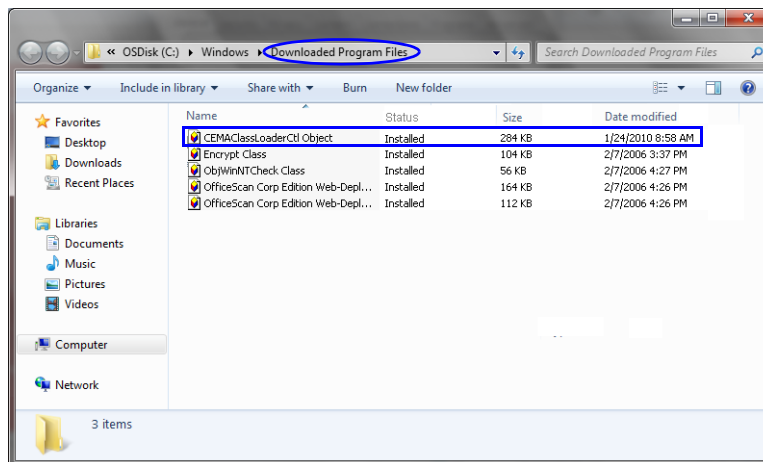 « OSDisk (C:) Windows Downloaded Program Files Search Downloaded Program Files
Organize Include in library Share with Burn New folder
Favorites
Desktop
Downloads
Recent Places
Libraries
Documents
Music
Pictures
Videos
Computer
Network
Name Status Size Date modified
CEMAClassLoaderCtl Object Installed 284 KB 1/24/2010 8:58 AM
Encrypt Class Installed 104 KB 2/7/2006 3:37 PM
ObjWinNTCheck Class Installed 56 KB 2/7/2006 4:27 PM
OfficeScan Corp Edition Web-Depl... Installed 164 KB 2/7/2006 4:26 PM
OfficeScan Corp Edition Web-Depl... Installed 112 KB 2/7/2006 4:26 PM
3 items